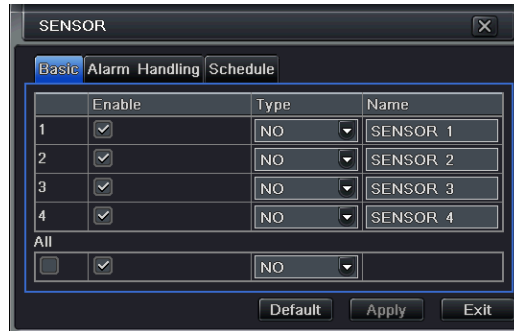 SENSOR
Basic Alarm Handling Schedule
Enable Type Name
1 NO SENSOR 1
2 NO SENSOR 2
3 NO SENSOR 3
4 NO SENSOR 4
All
NO
Default Apply Exit